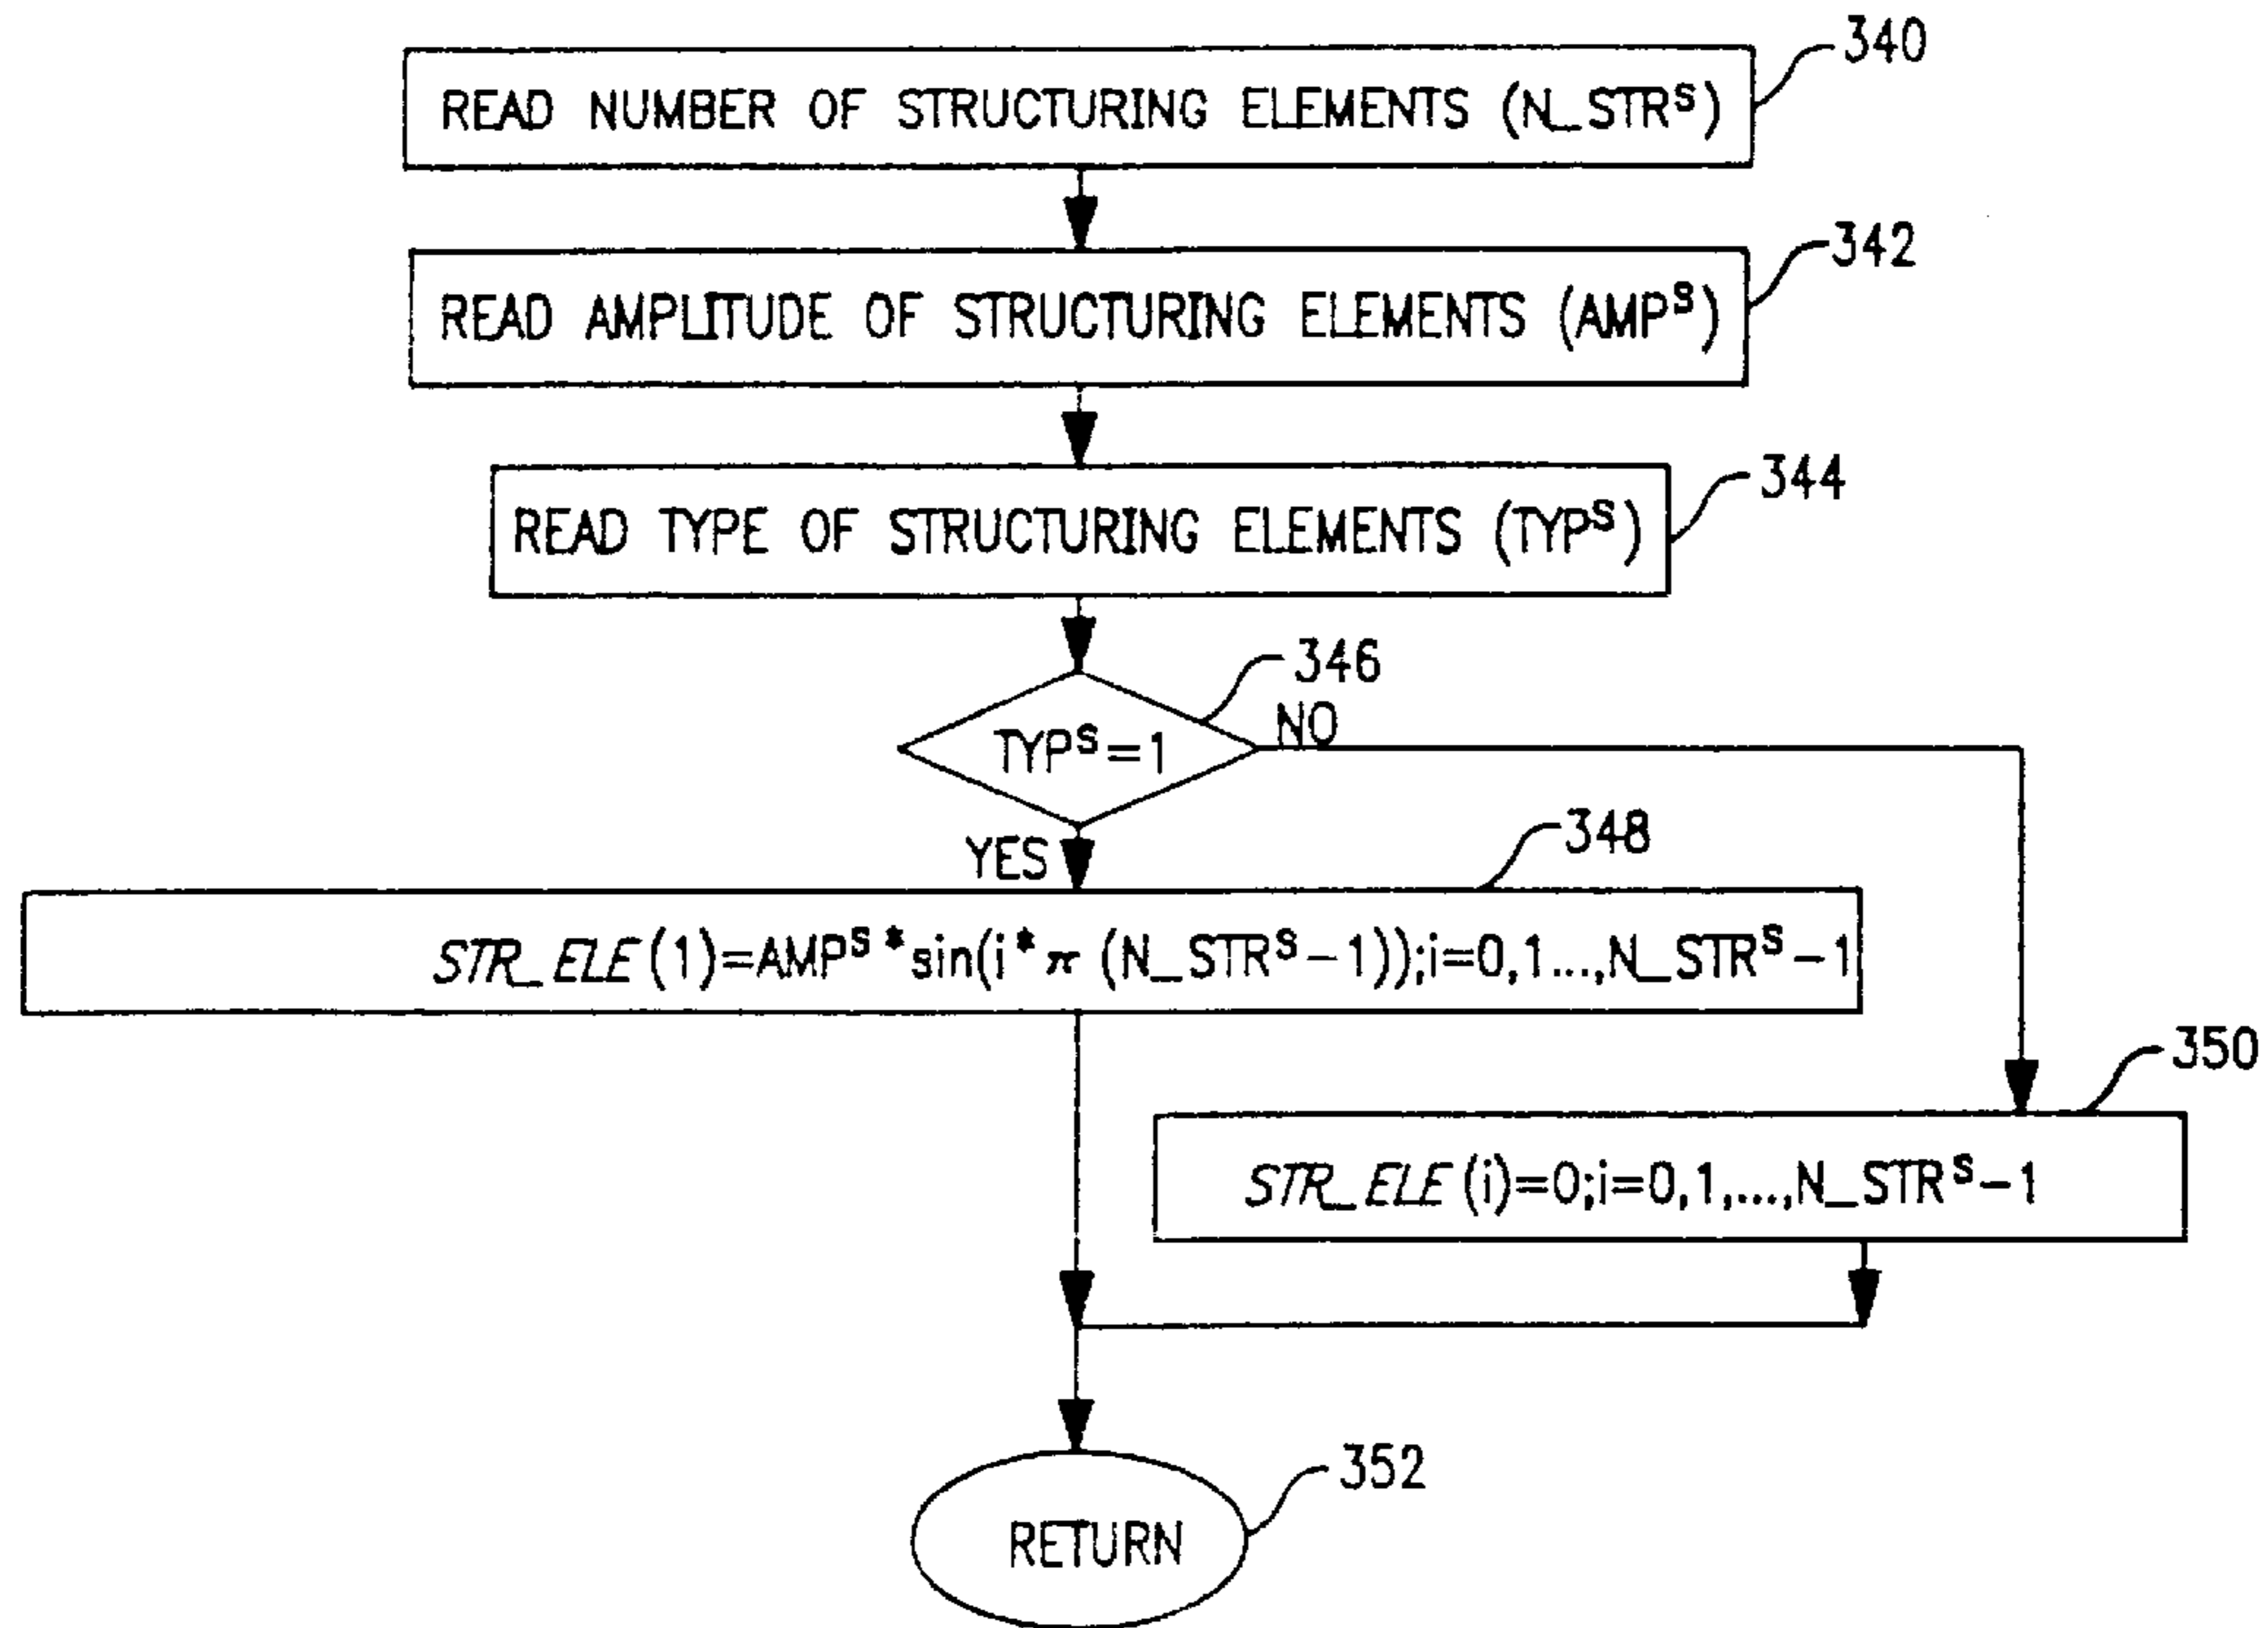 340
READ NUMBER OF STRUCTURING ELEMENTS (N_STRˢ)
342
READ AMPLITUDE OF STRUCTURING ELEMENTS (AMPˢ)
344
READ TYPE OF STRUCTURING ELEMENTS (TYPˢ)
346
TYPˢ=1
NO
YES
348
STR_ELE(1)=AMPˢ*sin(i*π (N_STRˢ-1));i=0,1...,N_STRˢ-1
350
STR_ELE(i)=0;i=0,1,...,N_STRˢ-1
352
RETURN